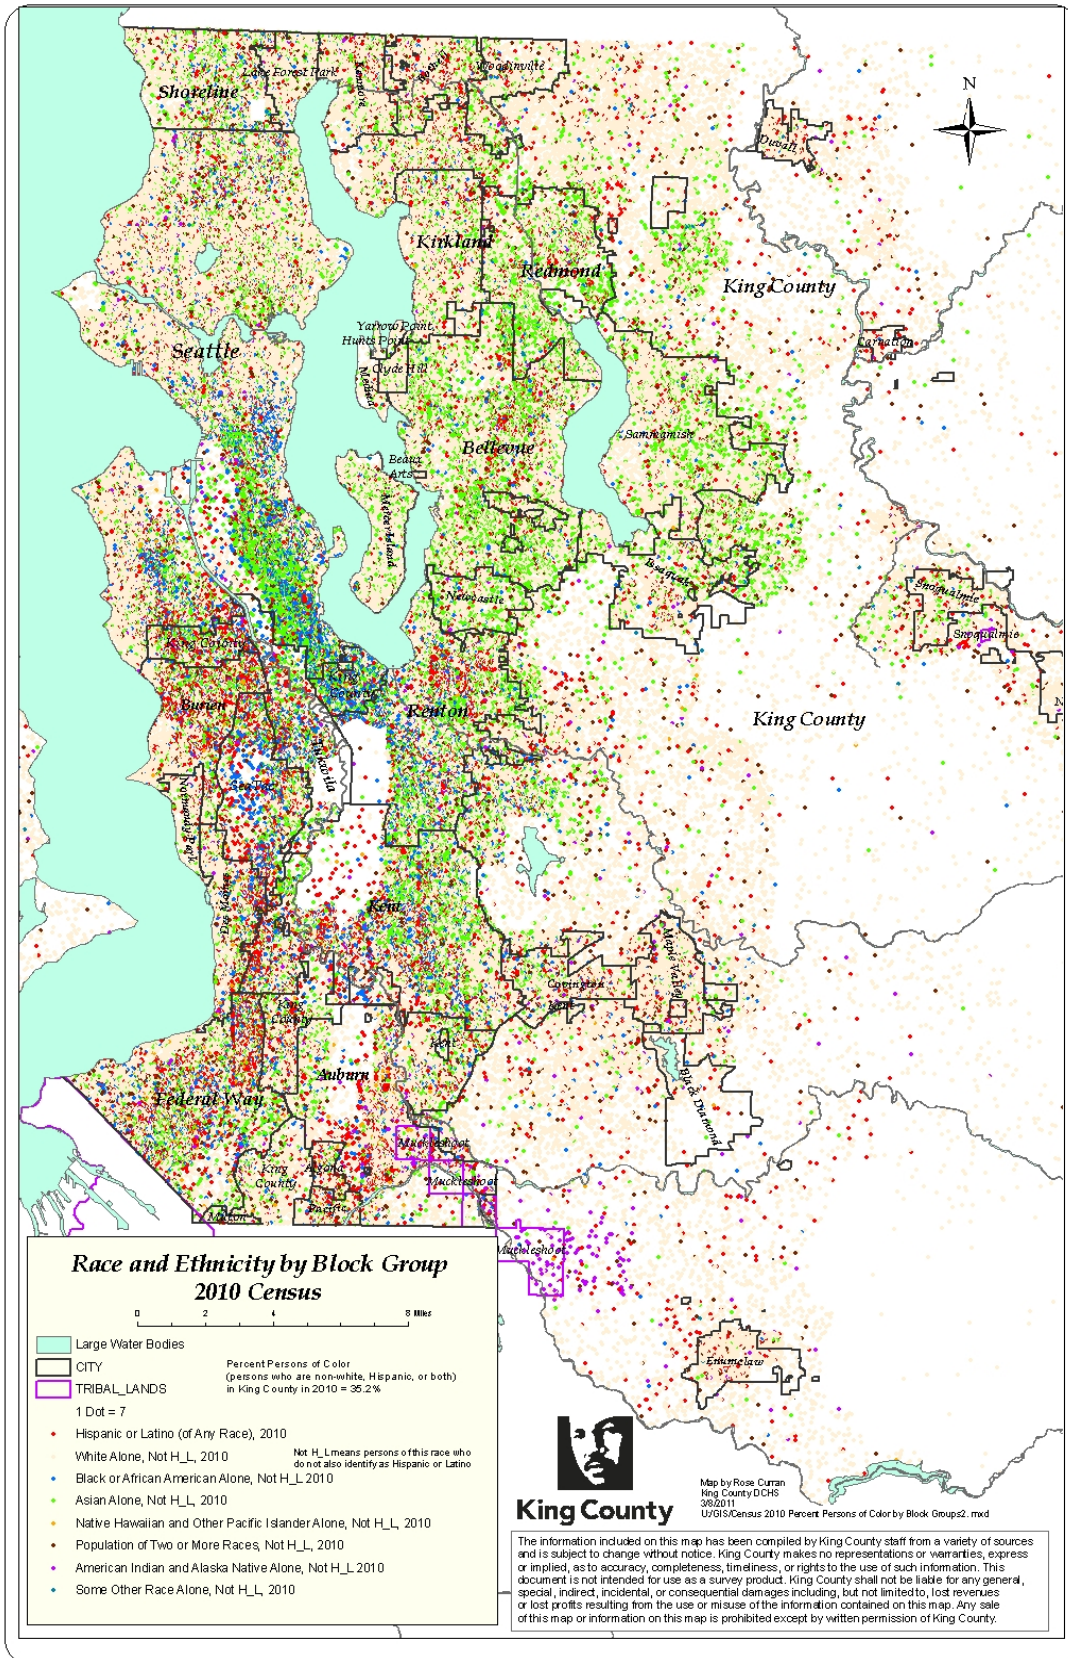 Shoreline
Lake Forest Park
Kenmore
Bothell
Woodinville
N
Duvall
Kirkland
Redmond
King County
Yarrow Point
Hunts Point
Clyde Hill
Medina
Seattle
Carnation
Bellevue
Sammamish
Beaux
Arts
Mercer Island
Issaquah
Newcastle
Snoqualmie
Snoqualmie
N
King County
King
County
Burien
Renton
King County
Tukwila
SeaTac
Normandy Park
Des Moines
Kent
Maple Valley
Covington
Kent
King
County
Kent
Auburn
Black Diamond
Federal Way
Muckleshoot
King
County
Algona
Muckleshoot
Pacific
Milton
Muckleshoot
Enumclaw
Race and Ethnicity by Block Group
2010 Census
0 2 4 8 Miles
Large Water Bodies
CITY
TRIBAL_LANDS
Percent Persons of Color
(persons who are non-white, Hispanic, or both)
in King County in 2010 = 35.2%
1 Dot = 7
Hispanic or Latino (of Any Race), 2010
White Alone, Not H_L, 2010
Not H_L means persons of this race who
do not also identify as Hispanic or Latino
Black or African American Alone, Not H_L 2010
Asian Alone, Not H_L, 2010
Native Hawaiian and Other Pacific Islander Alone, Not H_L, 2010
Population of Two or More Races, Not H_L, 2010
American Indian and Alaska Native Alone, Not H_L 2010
Some Other Race Alone, Not H_L, 2010
King County
Map by Rose Curran
King County DCHS
3/8/2011
U:/GIS/Census 2010 Percent Persons of Color by Block Groups2.mxd
The information included on this map has been compiled by King County staff from a variety of sources
and is subject to change without notice. King County makes no representations or warranties, express
or implied, as to accuracy, completeness, timeliness, or rights to the use of such information. This
document is not intended for use as a survey product. King County shall not be liable for any general,
special, indirect, incidental, or consequential damages including, but not limited to, lost revenues
or lost profits resulting from the use or misuse of the information contained on this map. Any sale
of this map or information on this map is prohibited except by written permission of King County.